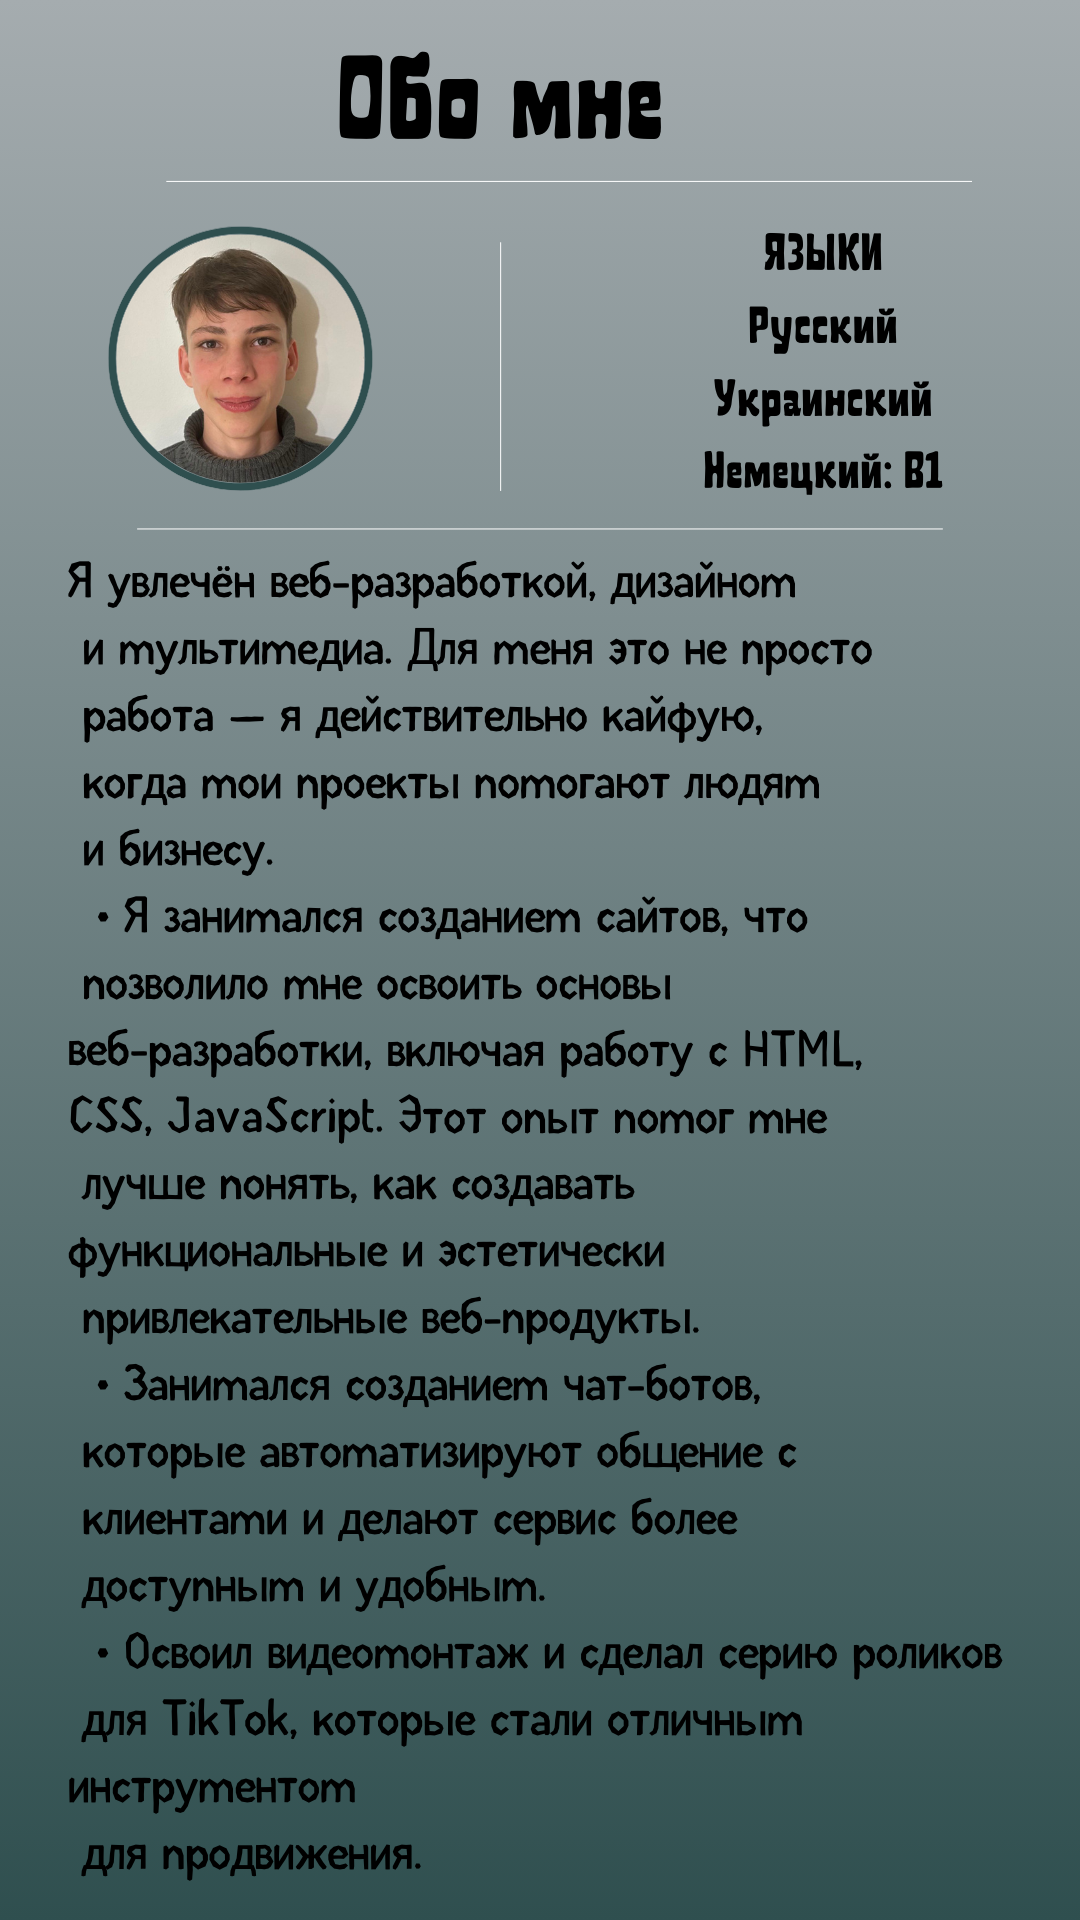 Обо мне
ЯЗЫКИ
Русский
Украинский
Немецкий: B1
Я увлечён веб-разработкой, дизайном
и мультимедиа. Для меня это не просто
работа — я действительно кайфую,
когда мои проекты помогают людям
и бизнесу.
• Я занимался созданием сайтов, что
позволило мне освоить основы
веб-разработки, включая работу с HTML,
CSS, JavaScript. Этот опыт помог мне
лучше понять, как создавать
функциональные и эстетически
привлекательные веб-продукты.
• Занимался созданием чат-ботов,
которые автоматизируют общение с
клиентами и делают сервис более
доступным и удобным.
• Освоил видеомонтаж и сделал серию роликов
для TikTok, которые стали отличным
инструментом
для продвижения.